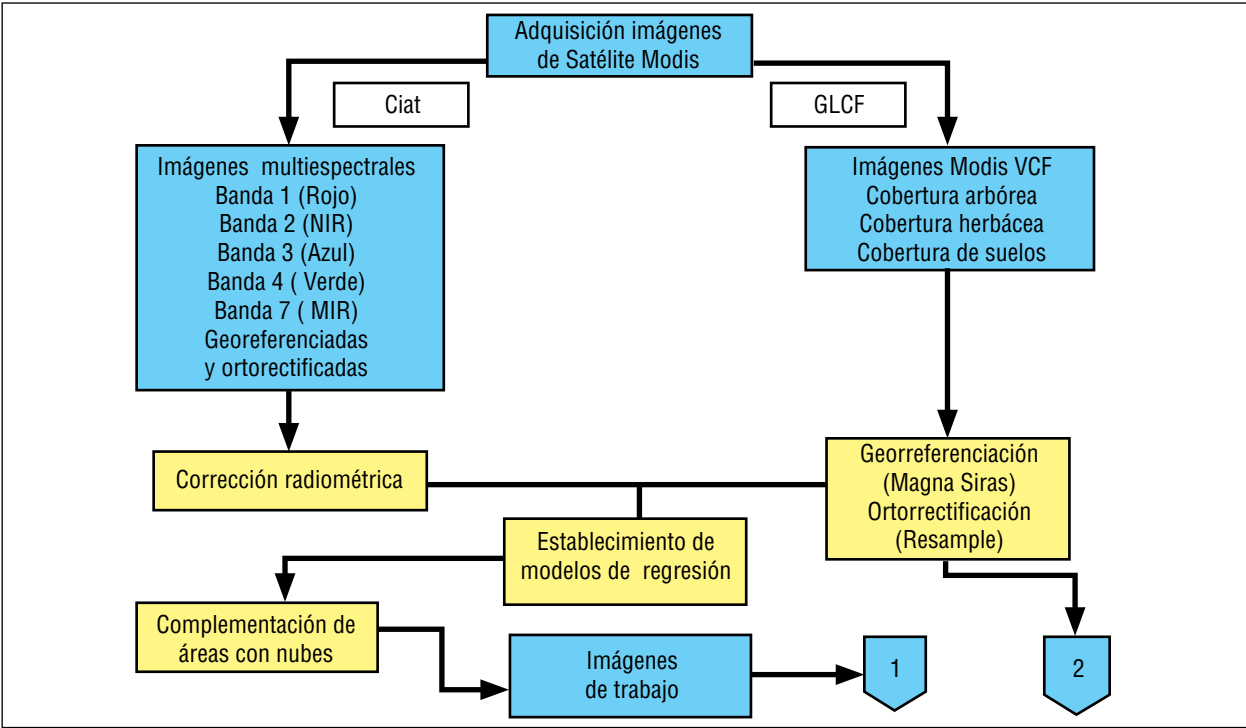 Adquisición imágenes
de Satélite Modis
Ciat
GLCF
Imágenes multiespectrales
Banda 1 (Rojo)
Banda 2 (NIR)
Banda 3 (Azul)
Banda 4 ( Verde)
Banda 7 ( MIR)
Georeferenciadas
y ortorectificadas
Imágenes Modis VCF
Cobertura arbórea
Cobertura herbácea
Cobertura de suelos
Corrección radiométrica
Georreferenciación
(Magna Siras)
Ortorrectificación
(Resample)
Establecimiento de
modelos de regresión
Complementación de
áreas con nubes
Imágenes
de trabajo
1
2